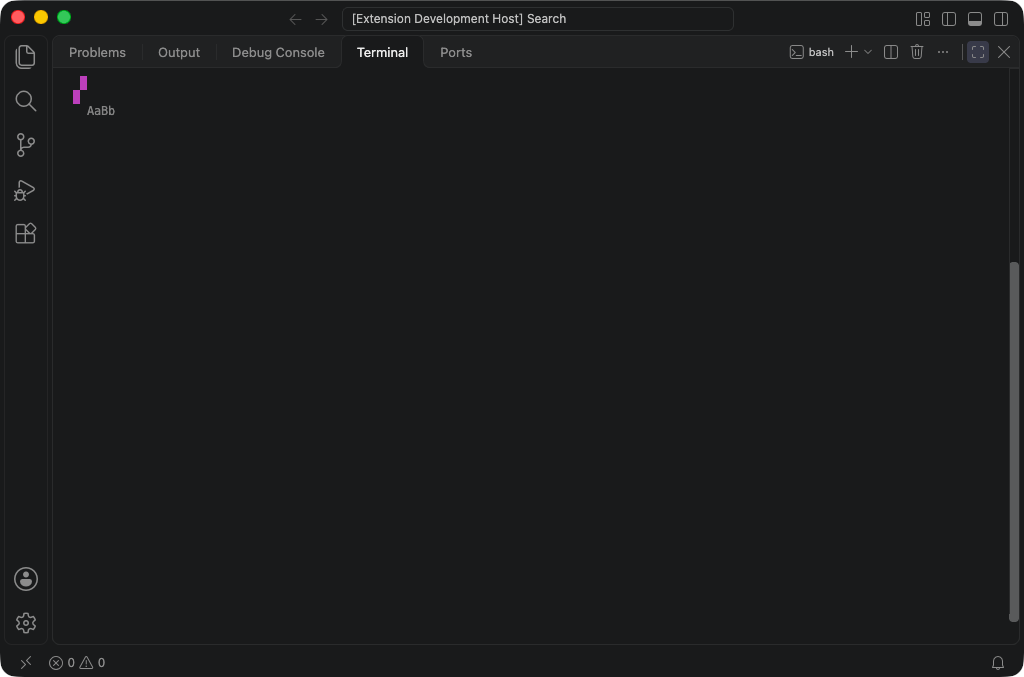 [Extension Development Host] Search
Problems Output Debug Console Terminal Ports bash
AaBb
0 0